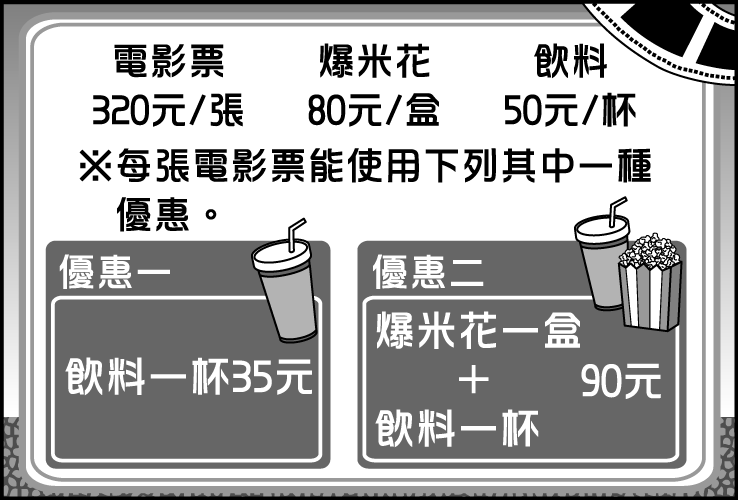 電影票 爆米花 飲料
320元/張 80元/盒 50元/杯
※每張電影票能使用下列其中一種
優惠。
優惠一
飲料一杯35元
優惠二
爆米花一盒
＋ 90元
飲料一杯